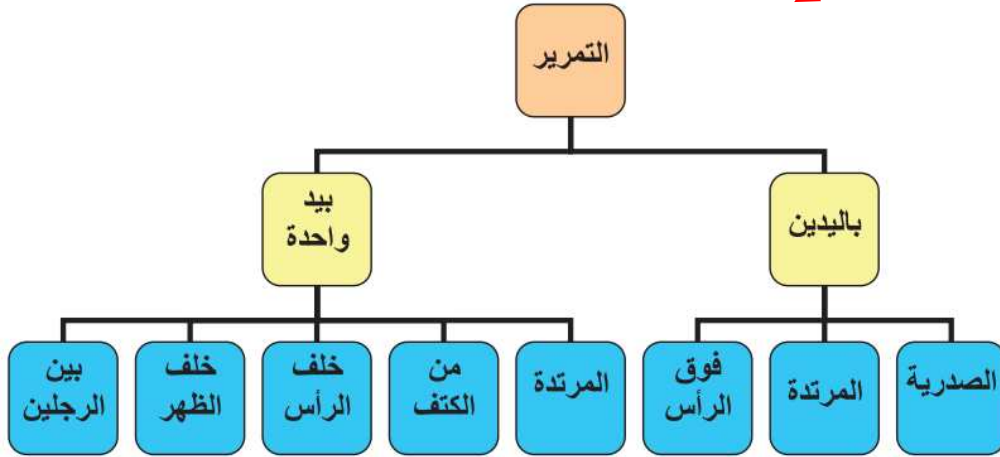 التمرير
باليدين
بيد
واحدة
الصدرية
المرتدة
فوق
الرأس
المرتدة
من
الكتف
خلف
الرأس
خلف
الظهر
بين
الرجلين